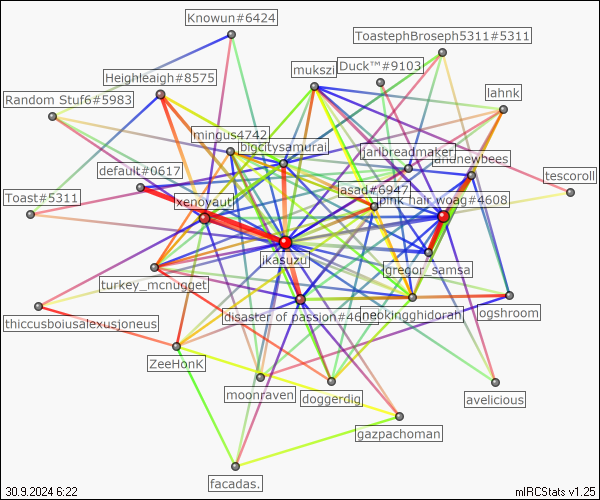 Knowun#6424
ToastephBroseph5311#5311
Duck™#9103
mukszi
Heighleaigh#8575
lahnk
Random Stuf6#5983
mingus4742
bigcitysamurai
jarlbreadmaker
default#0617
tescoroll
asad#6947
Toast#5311
xenoyaut
pink hair woag#4608
ikasuzu
gregor_samsa
turkey_mcnugget
ogshroom
disaster of passion#4
neokingghidorah
thiccusboiusalexusjoneus
ZeeHonK
moonraven
doggerdig
avelicious
gazpachoman
facadas.
30.9.2024 6:22
mIRCStats v1.25